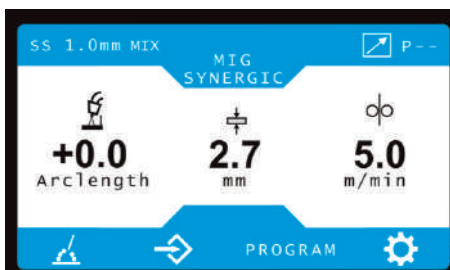 SS 1.0mm MIX
MIG
SYNERGIC
P--
+0.0
2.7
5.0
Arclength
mm
m/min
PROGRAM